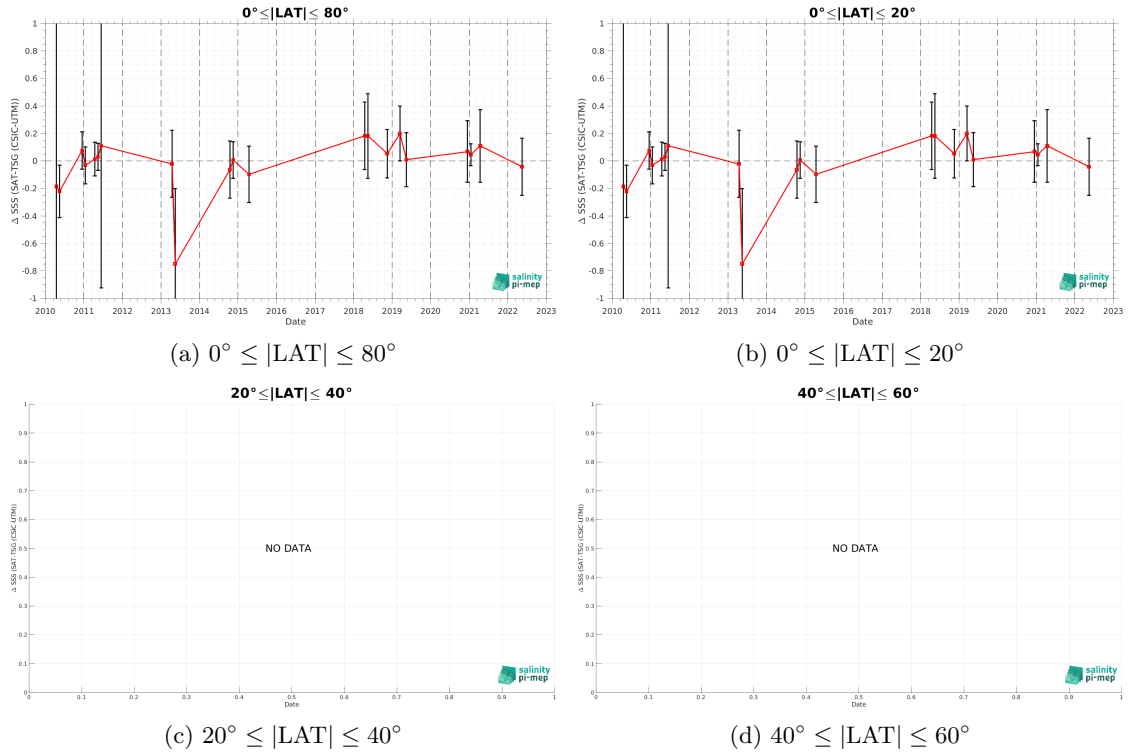 0°≤|LAT|≤ 80°
Δ SSS (SAT-TSG (CSIC-UTM))
1
0.8
0.6
0.4
0.2
0
-0.2
-0.4
-0.6
-0.8
-1
2010 2011 2012 2013 2014 2015 2016 2017 2018 2019 2020 2021 2022 2023
Date
salinity
pi-mep
(a) 0° ≤ |LAT| ≤ 80°
0°≤|LAT|≤ 20°
Δ SSS (SAT-TSG (CSIC-UTM))
1
0.8
0.6
0.4
0.2
0
-0.2
-0.4
-0.6
-0.8
-1
2010 2011 2012 2013 2014 2015 2016 2017 2018 2019 2020 2021 2022 2023
Date
salinity
pi-mep
(b) 0° ≤ |LAT| ≤ 20°
20°≤|LAT|≤ 40°
Δ SSS (SAT-TSG (CSIC-UTM))
1
0.9
0.8
0.7
0.6
0.5
0.4
0.3
0.2
0.1
0
NO DATA
0 0.1 0.2 0.3 0.4 0.5 0.6 0.7 0.8 0.9 1
Date
salinity
pi-mep
(c) 20° ≤ |LAT| ≤ 40°
40°≤|LAT|≤ 60°
Δ SSS (SAT-TSG (CSIC-UTM))
1
0.9
0.8
0.7
0.6
0.5
0.4
0.3
0.2
0.1
0
NO DATA
0 0.1 0.2 0.3 0.4 0.5 0.6 0.7 0.8 0.9 1
Date
salinity
pi-mep
(d) 40° ≤ |LAT| ≤ 60°